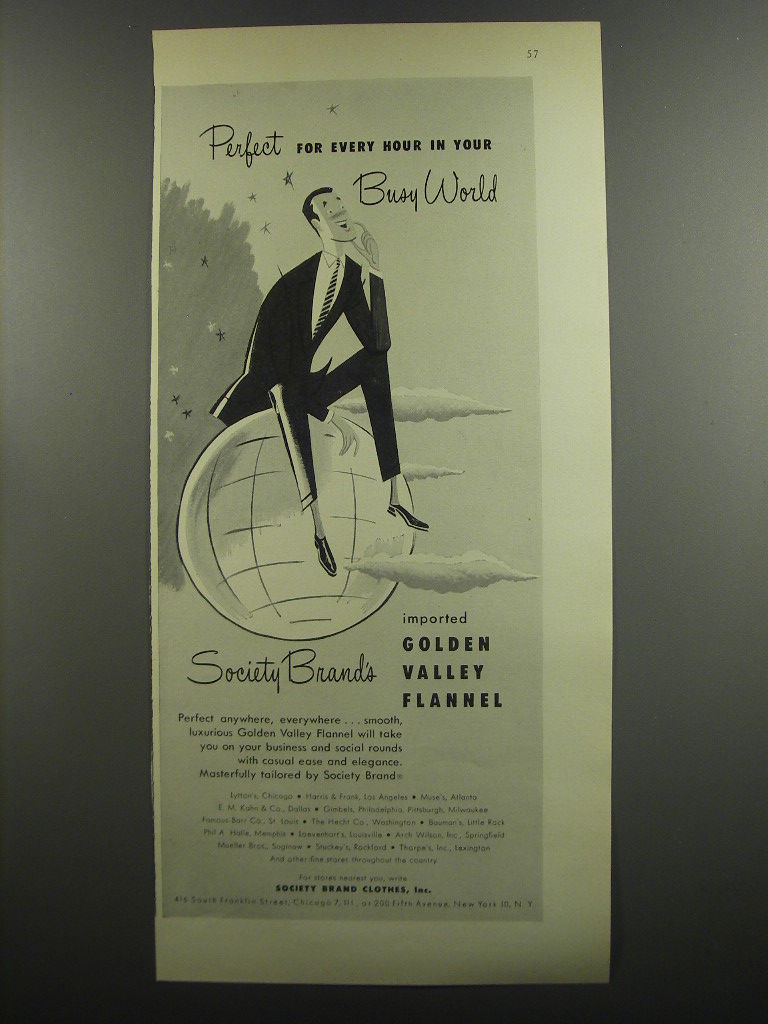 57
Perfect FOR EVERY HOUR IN YOUR
Busy World
imported
GOLDEN
VALLEY
FLANNEL
Society Brand's
Perfect anywhere, everywhere . . . smooth,
luxurious Golden Valley Flannel will take
you on your business and social rounds
with casual ease and elegance.
Masterfully tailored by Society Brand®
Lytton's, Chicago • Harris & Frank, Los Angeles • Muse's, Atlanta
E. M. Kahn & Co., Dallas • Gimbels, Philadelphia, Pittsburgh, Milwaukee
Famous-Barr Co., St. Louis • The Hecht Co., Washington • Bauman's, Little Rock
Phil A. Halle, Memphis • Loevenhart's, Louisville • Arch Wilson, Inc., Springfield
Mueller Bros., Saginaw • Stuckey's, Rockford • Thorpe's, Inc., Lexington
And other fine stores throughout the country
For stores nearest you, write
SOCIETY BRAND CLOTHES, Inc.
416 South Franklin Street, Chicago 7, Ill., or 200 Fifth Avenue, New York 10, N. Y.